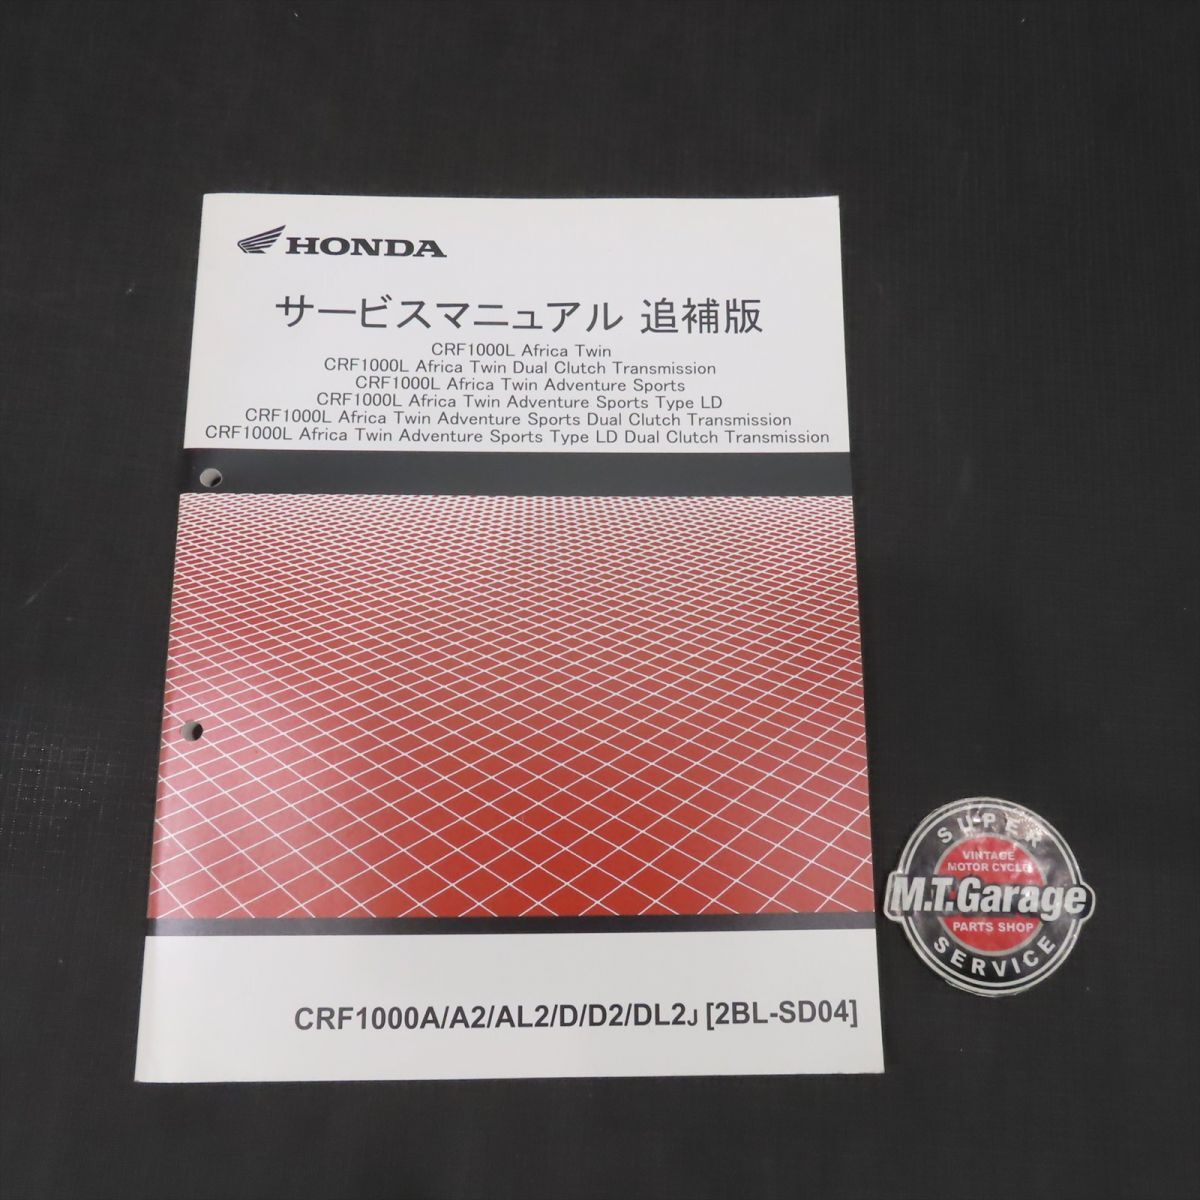 HONDA
サービスマニュアル 追補版
CRF1000L Africa Twin
CRF1000L Africa Twin Dual Clutch Transmission
CRF1000L Africa Twin Adventure Sports
CRF1000L Africa Twin Adventure Sports Type LD
CRF1000L Africa Twin Adventure Sports Dual Clutch Transmission
CRF1000L Africa Twin Adventure Sports Type LD Dual Clutch Transmission
CRF1000A/A2/AL2/D/D2/DL2J [2BL-SD04]
SUPER
VINTAGE
MOTOR CYCLE
M.T.Garage
PARTS SHOP
SERVICE